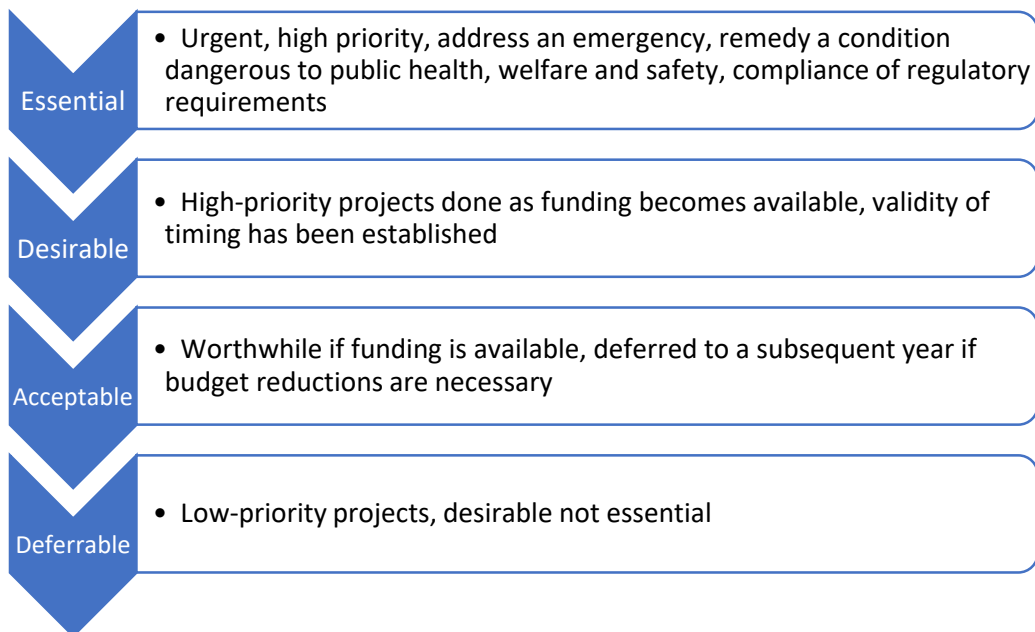 Essential
• Urgent, high priority, address an emergency, remedy a condition
dangerous to public health, welfare and safety, compliance of regulatory
requirements
Desirable
• High-priority projects done as funding becomes available, validity of
timing has been established
Acceptable
• Worthwhile if funding is available, deferred to a subsequent year if
budget reductions are necessary
Deferrable
• Low-priority projects, desirable not essential